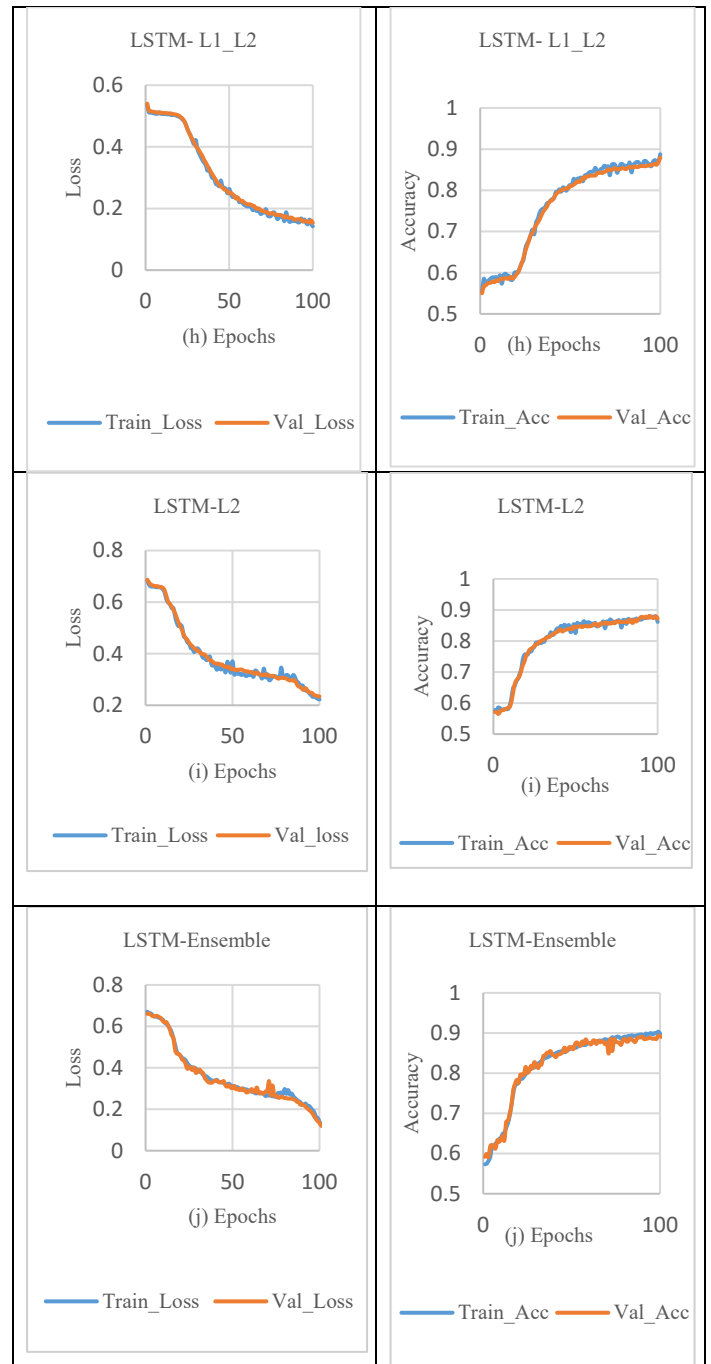 LSTM- L1_L2
0.6
0.4
0.2
0
Loss
0 50 100
(h) Epochs
Train_Loss Val_Loss
LSTM- L1_L2
1
0.9
0.8
0.7
0.6
0.5
Accuracy
0 100
(h) Epochs
Train_Acc Val_Acc
LSTM-L2
0.8
0.6
0.4
0.2
Loss
0 50 100
(i) Epochs
Train_Loss Val_loss
LSTM-L2
1
0.9
0.8
0.7
0.6
0.5
Accuracy
0 100
(i) Epochs
Train_Acc Val_Acc
LSTM-Ensemble
0.8
0.6
0.4
0.2
0
Loss
0 50 100
(j) Epochs
Train_Loss Val_Loss
LSTM-Ensemble
1
0.9
0.8
0.7
0.6
0.5
Accuracy
0 100
(j) Epochs
Train_Acc Val_Acc